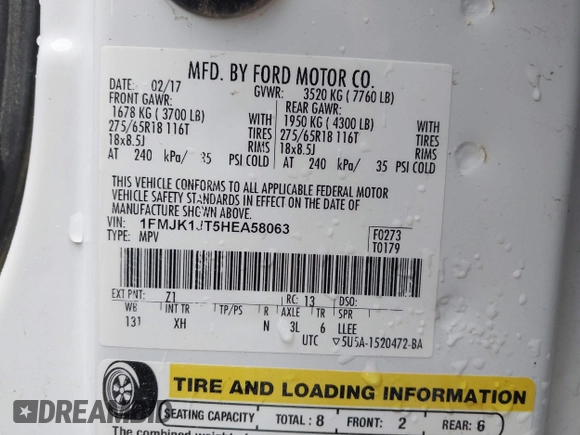 MFD. BY FORD MOTOR CO.
DATE: 02/17 GVWR: 3520 KG ( 7760 LB)
FRONT GAWR: REAR GAWR:
1678 KG ( 3700 LB) WITH 1950 KG ( 4300 LB) WITH
275/65R18 116T TIRES 275/65R18 116T TIRES
18x8.5J RIMS 18x8.5J RIMS
AT 240 kPa/ 35 PSI COLD AT 240 kPa/ 35 PSI COLD
THIS VEHICLE CONFORMS TO ALL APPLICABLE FEDERAL MOTOR
VEHICLE SAFETY STANDARDS IN EFFECT ON THE DATE OF
MANUFACTURE SHOWN ABOVE.
VIN: 1FMJK1JT5HEA58063 F0273
TYPE: MPV T0179
EXT PNT: Z1 RC: 13 DSO:
WB INT TR TP/PS R AXLE TR SPR
131 XH N 3L 6 LLEE
UTC ▽5U5A-1520472-BA
TIRE AND LOADING INFORMATION
SEATING CAPACITY TOTAL: 8 FRONT: 2 REAR: 6
The combined